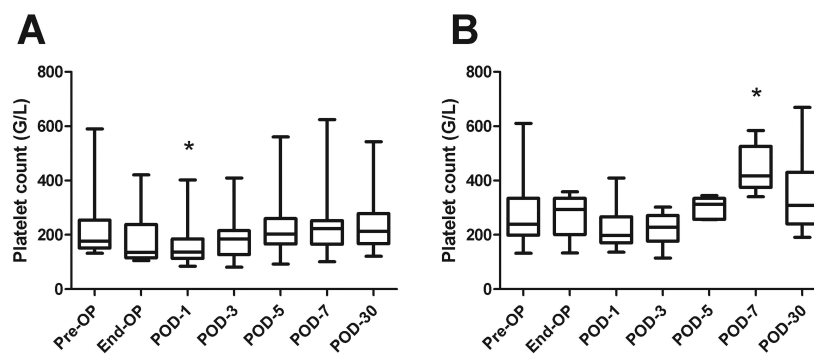 A
Platelet count (G/L)
800
600
400
200
0
*
Pre-OP
End-OP
POD-1
POD-3
POD-5
POD-7
POD-30
B
Platelet count (G/L)
800
600
400
200
0
*
Pre-OP
End-OP
POD-1
POD-3
POD-5
POD-7
POD-30